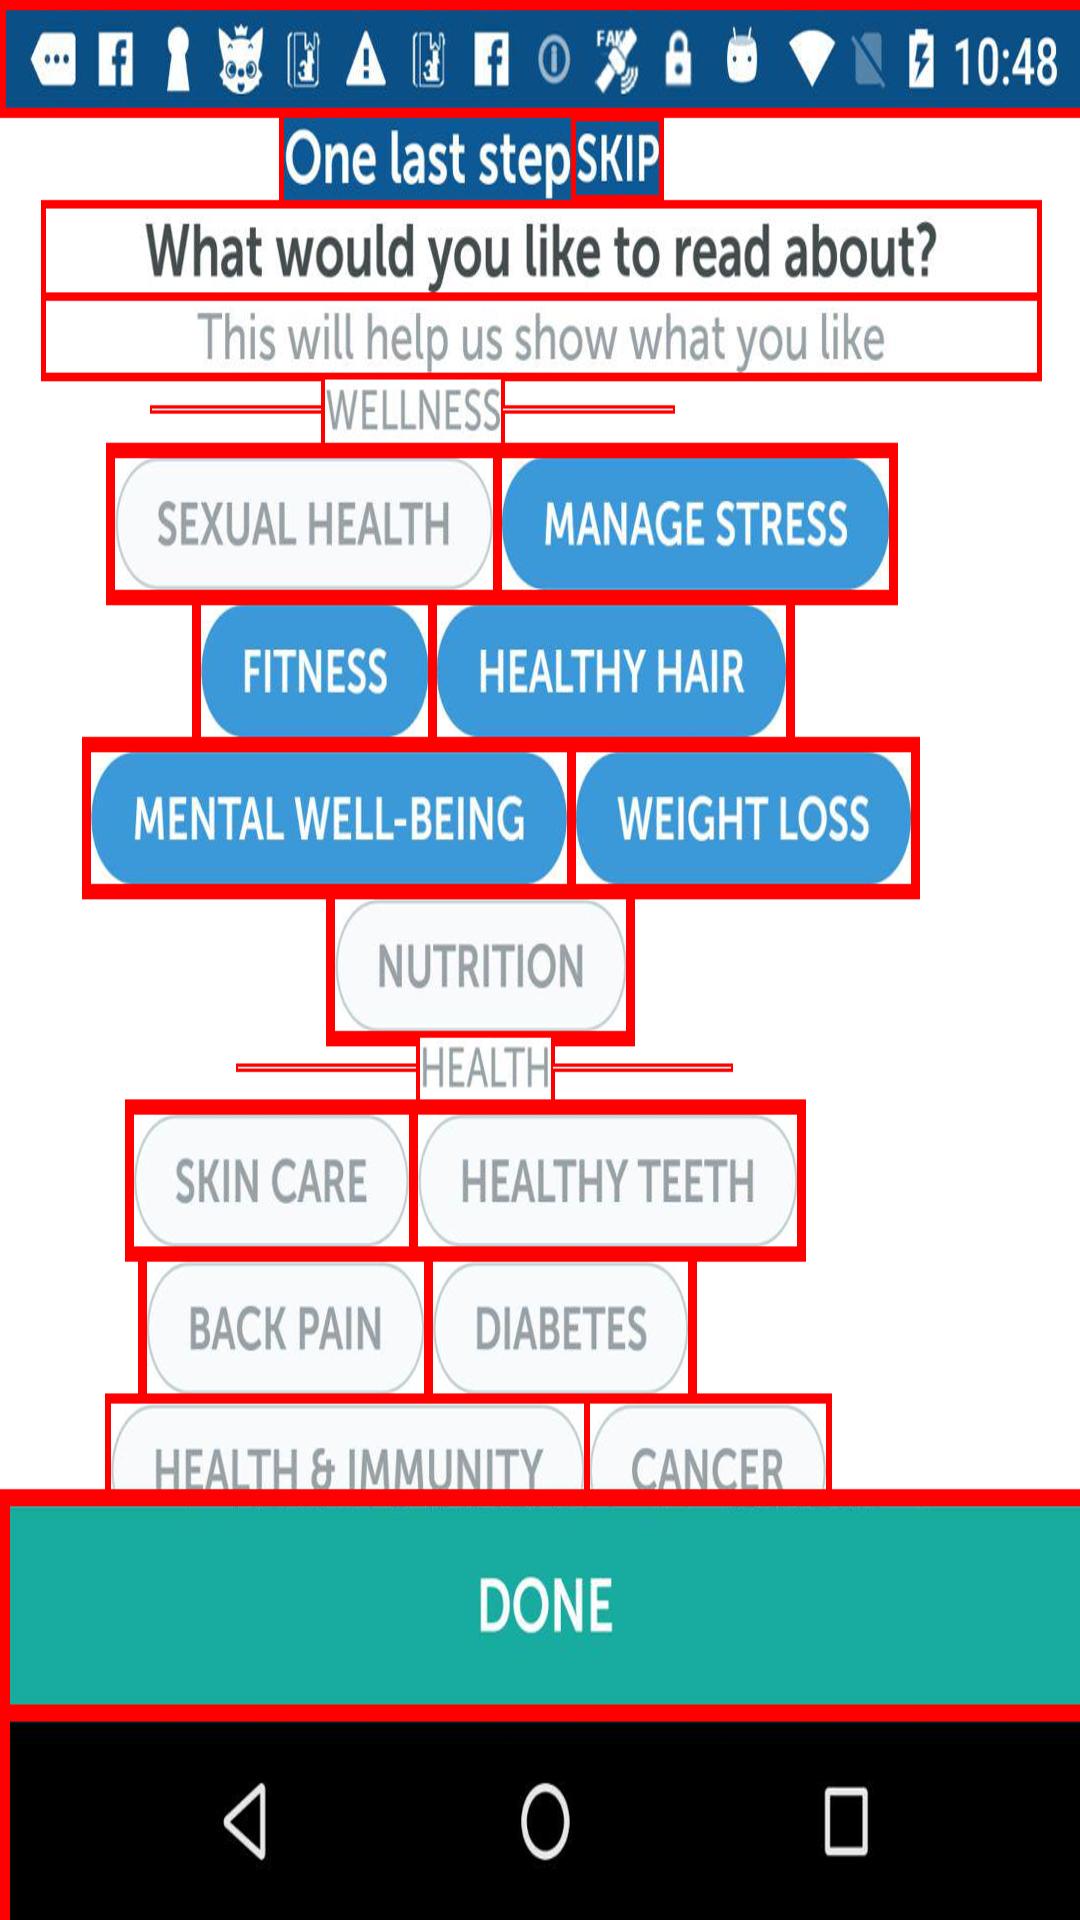 FAKE 10:48
One last step SKIP
What would you like to read about?
This will help us show what you like
WELLNESS
SEXUAL HEALTH MANAGE STRESS
FITNESS HEALTHY HAIR
MENTAL WELL-BEING WEIGHT LOSS
NUTRITION
HEALTH
SKIN CARE HEALTHY TEETH
BACK PAIN DIABETES
HEALTH & IMMUNITY CANCER
DONE